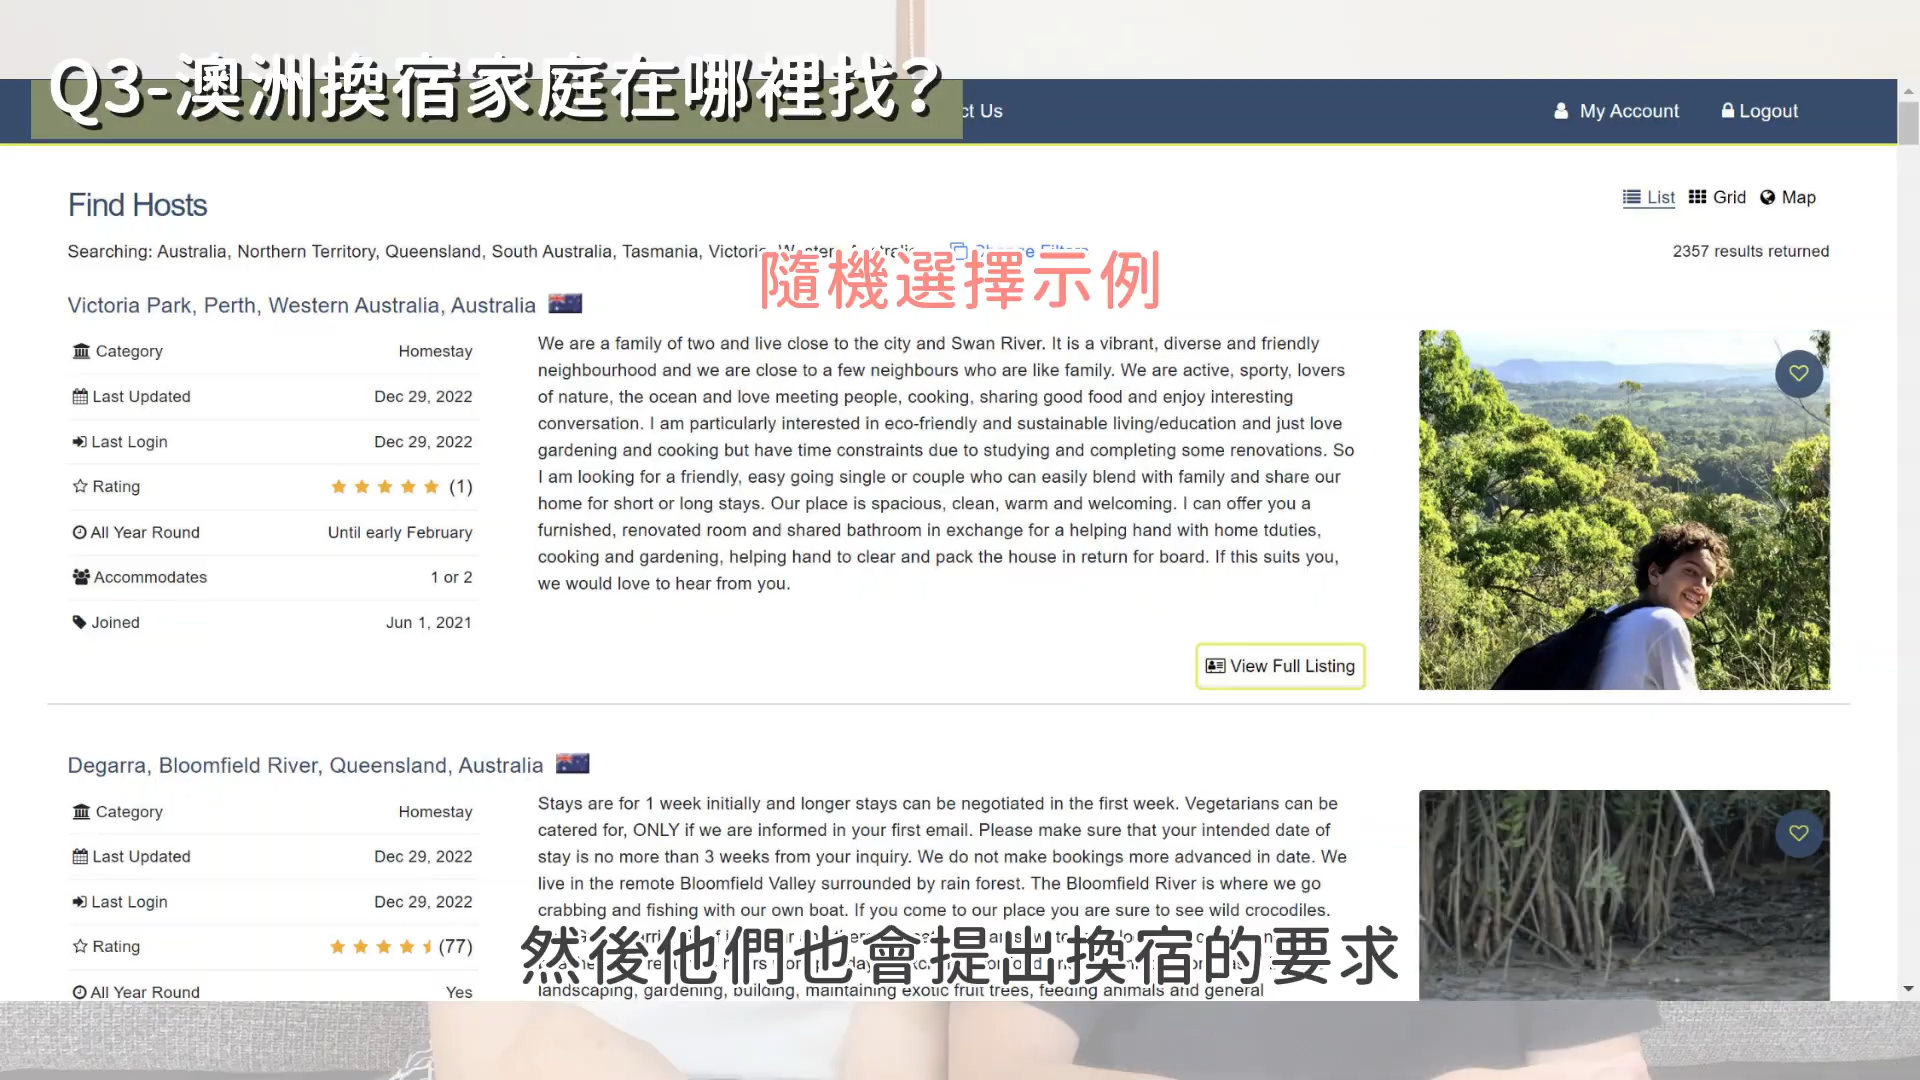 Q3-澳洲換宿家庭在哪裡找?
ct Us
My Account
Logout
Find Hosts
List
Grid
Map
Searching: Australia, Northern Territory, Queensland, South Australia, Tasmania, Victoria, Western Australia
Change Filters
2357 results returned
隨機選擇示例
Victoria Park, Perth, Western Australia, Australia
Category Homestay
Last Updated Dec 29, 2022
Last Login Dec 29, 2022
Rating (1)
All Year Round Until early February
Accommodates 1 or 2
Joined Jun 1, 2021
We are a family of two and live close to the city and Swan River. It is a vibrant, diverse and friendly
neighbourhood and we are close to a few neighbours who are like family. We are active, sporty, lovers
of nature, the ocean and love meeting people, cooking, sharing good food and enjoy interesting
conversation. I am particularly interested in eco-friendly and sustainable living/education and just love
gardening and cooking but have time constraints due to studying and completing some renovations. So
I am looking for a friendly, easy going single or couple who can easily blend with family and share our
home for short or long stays. Our place is spacious, clean, warm and welcoming. I can offer you a
furnished, renovated room and shared bathroom in exchange for a helping hand with home tduties,
cooking and gardening, helping hand to clear and pack the house in return for board. If this suits you,
we would love to hear from you.
View Full Listing
Degarra, Bloomfield River, Queensland, Australia
Category Homestay
Last Updated Dec 29, 2022
Last Login Dec 29, 2022
Rating (77)
All Year Round Yes
Stays are for 1 week initially and longer stays can be negotiated in the first week. Vegetarians can be
catered for, ONLY if we are informed in your first email. Please make sure that your intended date of
stay is no more than 3 weeks from your inquiry. We do not make bookings more advanced in date. We
live in the remote Bloomfield Valley surrounded by rain forest. The Bloomfield River is where we go
crabbing and fishing with our own boat. If you come to our place you are sure to see wild crocodiles.
然後他們也會提出換宿的要求
landscaping, gardening, building, maintaining exotic fruit trees, feeding animals and general